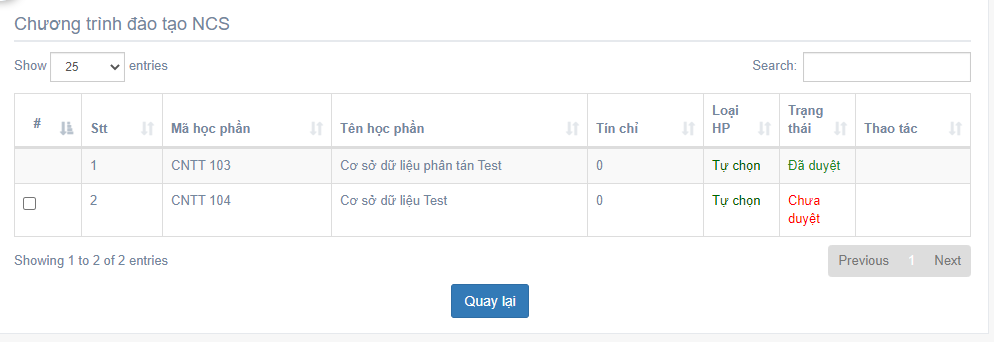 Chương trình đào tạo NCS
Show 25 entries Search:
# Stt Mã học phần Tên học phần Tín chỉ Loại HP Trạng thái Thao tác
1 CNTT 103 Cơ sở dữ liệu phân tán Test 0 Tự chọn Đã duyệt
2 CNTT 104 Cơ sở dữ liệu Test 0 Tự chọn Chưa duyệt
Showing 1 to 2 of 2 entries Previous 1 Next
Quay lại